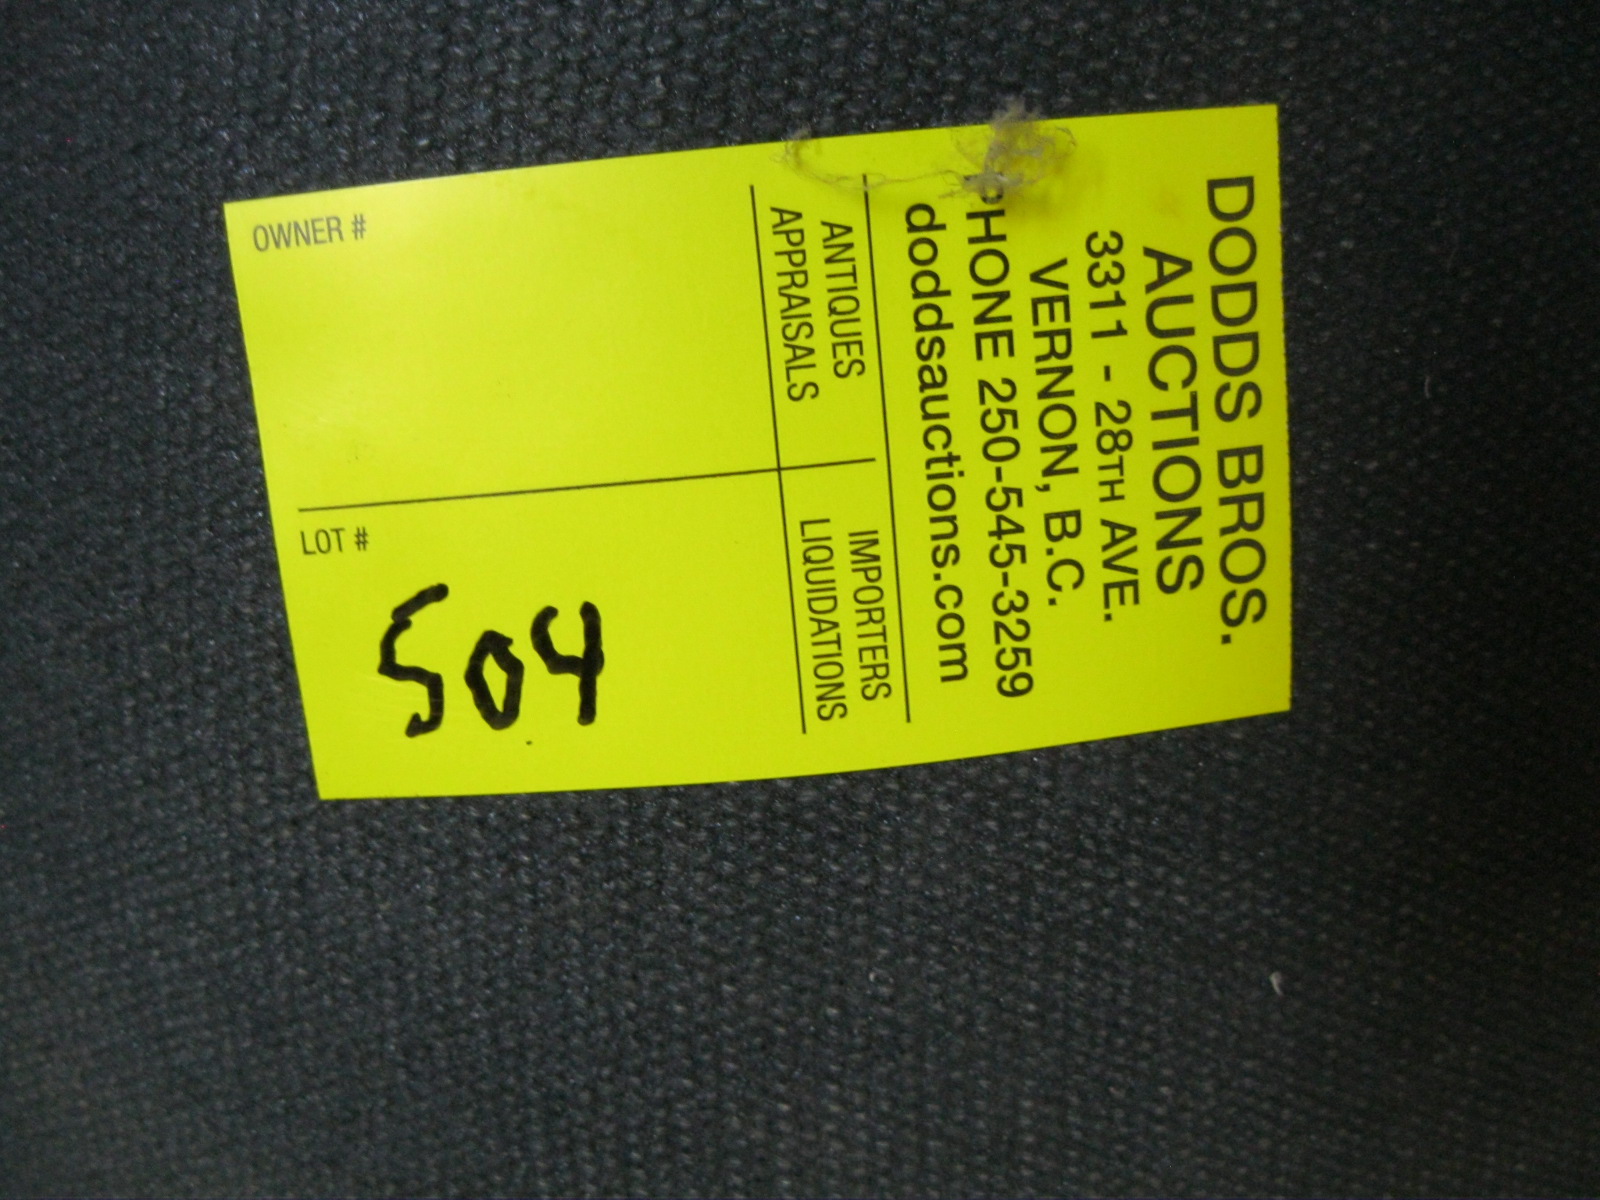 DODDS BROS.
AUCTIONS
3311 - 28TH AVE.
VERNON, B.C.
PHONE 250-545-3259
doddsauctions.com
ANTIQUES
APPRAISALS
IMPORTERS
LIQUIDATIONS
OWNER #
LOT #
504